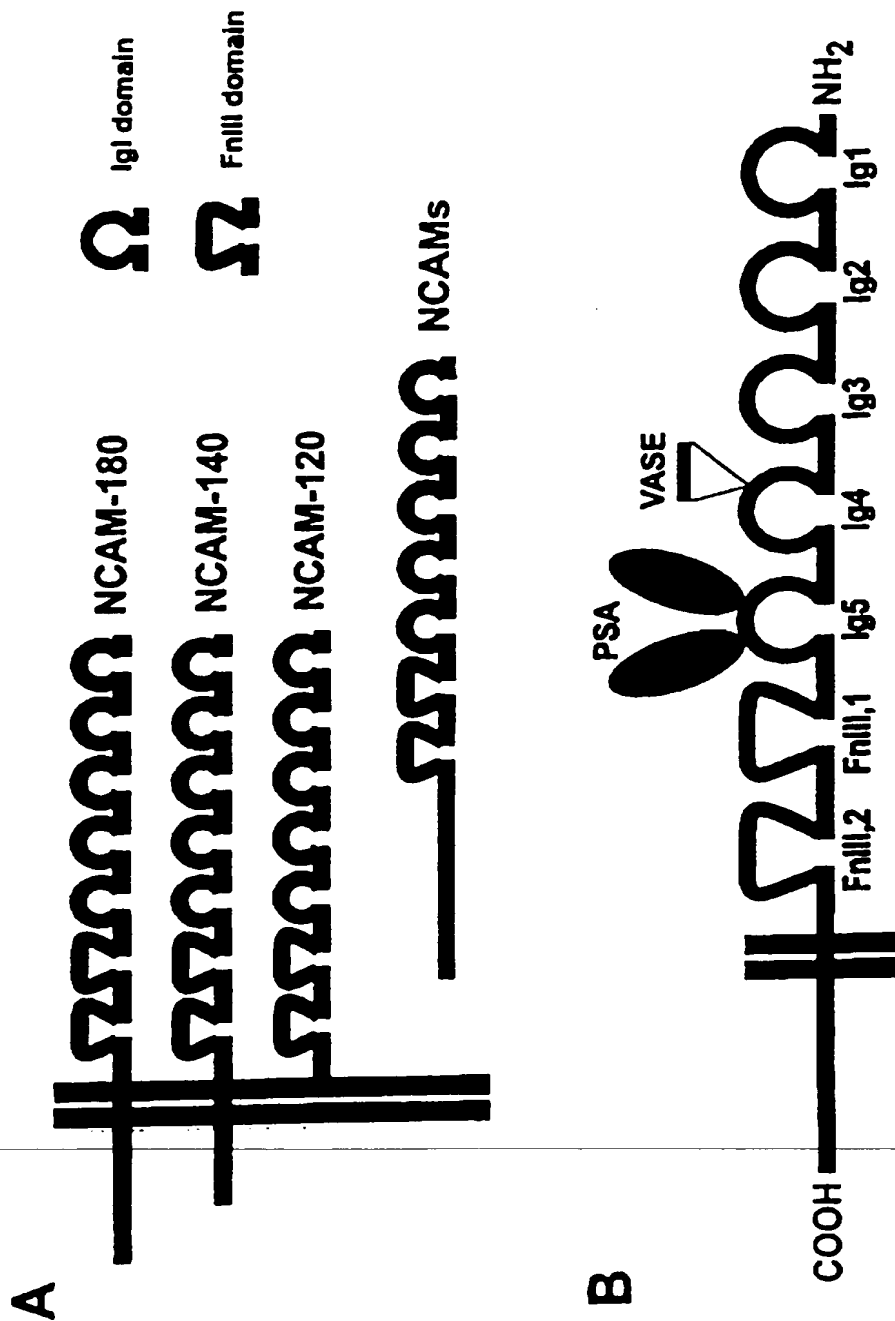 A
IgI domain
FnIII domain
NCAM-180
NCAM-140
NCAM-120
NCAMs
B
PSA
VASE
COOH
FnIII,2
FnIII,1
Ig5
Ig4
Ig3
Ig2
Ig1
NH2